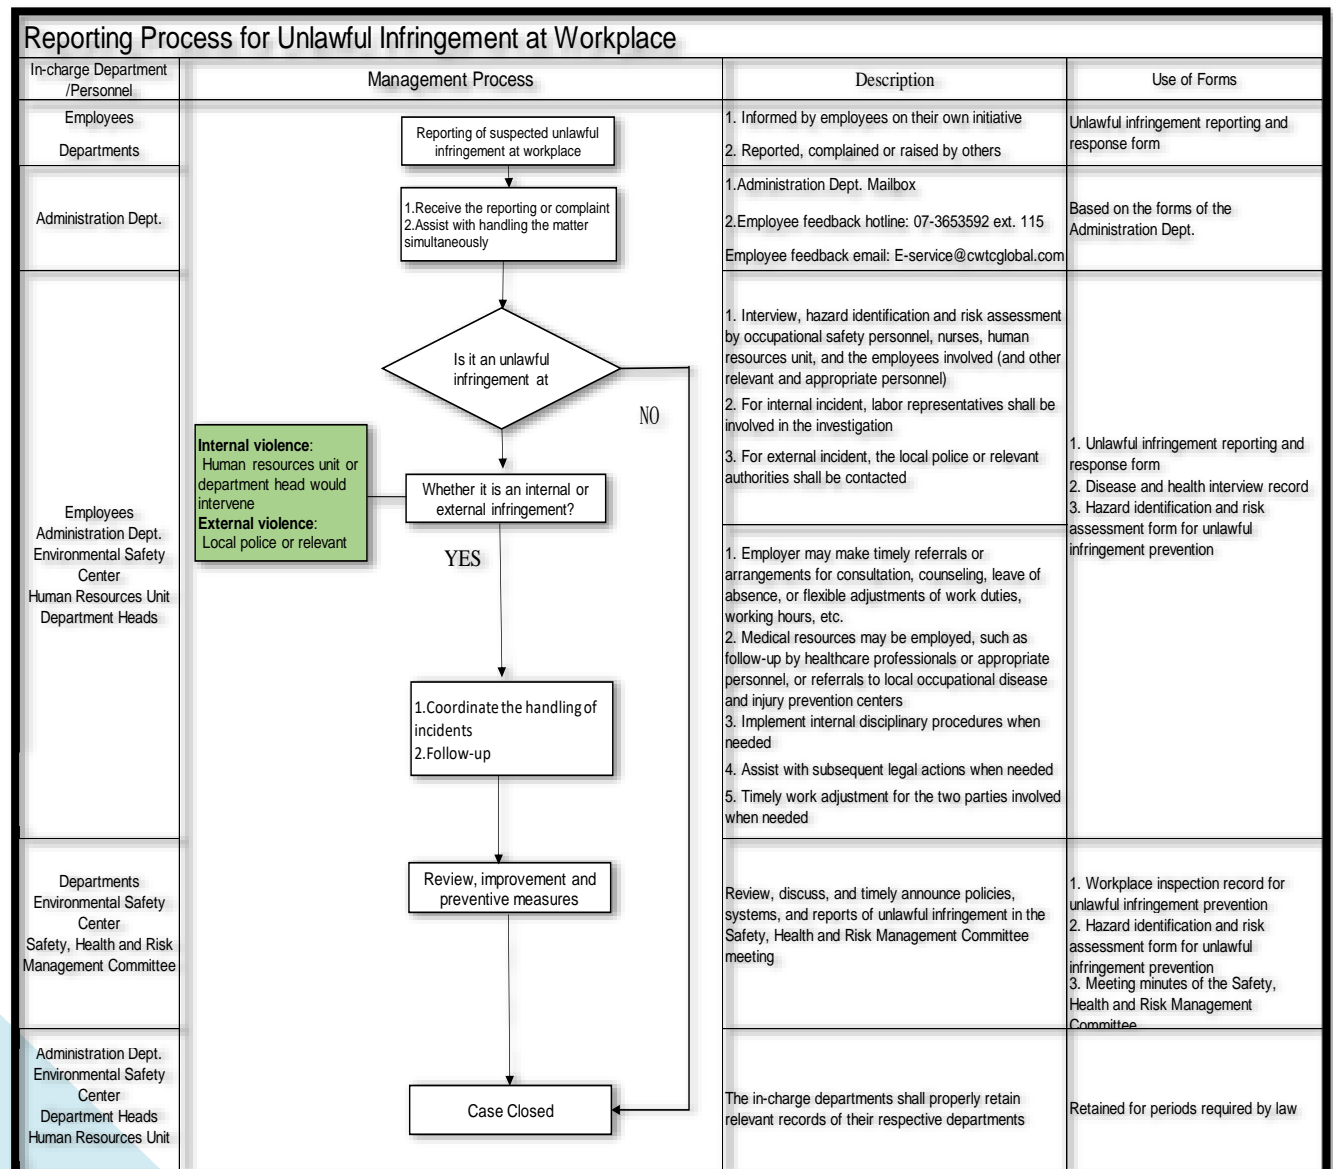 Reporting Process for Unlawful Infringement at Workplace
In-charge Department
/Personnel
Management Process
Description
Use of Forms
Employees
Departments
Reporting of suspected unlawful
infringement at workplace
1. Informed by employees on their own initiative
2. Reported, complained or raised by others
Unlawful infringement reporting and
response form
Administration Dept.
1.Receive the reporting or complaint
2.Assist with handling the matter
simultaneously
1.Administration Dept. Mailbox
2.Employee feedback hotline: 07-3653592 ext. 115
Employee feedback email: E-service@cwtcglobal.com
Based on the forms of the
Administration Dept.
Employees
Administration Dept.
Environmental Safety
Center
Human Resources Unit
Department Heads
Is it an unlawful
infringement at
NO
Internal violence:
Human resources unit or
department head would
intervene
External violence:
Local police or relevant
Whether it is an internal or
external infringement?
YES
1.Coordinate the handling of
incidents
2.Follow-up
1. Interview, hazard identification and risk assessment
by occupational safety personnel, nurses, human
resources unit, and the employees involved (and other
relevant and appropriate personnel)
2. For internal incident, labor representatives shall be
involved in the investigation
3. For external incident, the local police or relevant
authorities shall be contacted
1. Employer may make timely referrals or
arrangements for consultation, counseling, leave of
absence, or flexible adjustments of work duties,
working hours, etc.
2. Medical resources may be employed, such as
follow-up by healthcare professionals or appropriate
personnel, or referrals to local occupational disease
and injury prevention centers
3. Implement internal disciplinary procedures when
needed
4. Assist with subsequent legal actions when needed
5. Timely work adjustment for the two parties involved
when needed
1. Unlawful infringement reporting and
response form
2. Disease and health interview record
3. Hazard identification and risk
assessment form for unlawful
infringement prevention
Departments
Environmental Safety
Center
Safety, Health and Risk
Management Committee
Review, improvement and
preventive measures
Review, discuss, and timely announce policies,
systems, and reports of unlawful infringement in the
Safety, Health and Risk Management Committee
meeting
1. Workplace inspection record for
unlawful infringement prevention
2. Hazard identification and risk
assessment form for unlawful
infringement prevention
3. Meeting minutes of the Safety,
Health and Risk Management
Committee
Administration Dept.
Environmental Safety
Center
Department Heads
Human Resources Unit
Case Closed
The in-charge departments shall properly retain
relevant records of their respective departments
Retained for periods required by law